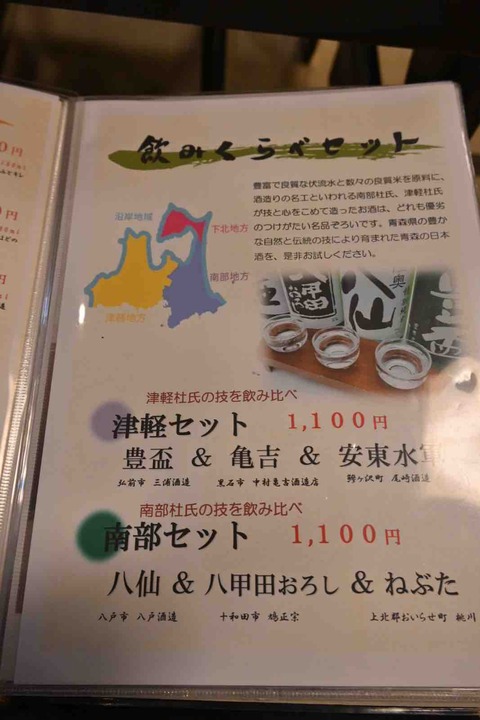 飲みくらべセット
豊富で良質な伏流水と数々の良質米を原料に、
酒造りの名工といわれる南部杜氏、津軽杜氏
が技と心をこめて造ったお酒は、どれも優劣
のつけがたい名品ぞろいです。青森県の豊か
な自然と伝統の技により育まれた青森の日本
酒を、是非お試しください。
沿岸地域
下北地方
南部地方
津軽地方
八甲田
おろし
八仙
津軽杜氏の技を飲み比べ
津軽セット 1,100円
豊盃 & 亀吉 & 安東水軍
弘前市 三浦酒造 黒石市 中村亀吉酒造店 鰺ヶ沢町 尾崎酒造
南部杜氏の技を飲み比べ
南部セット 1,100円
八仙 & 八甲田おろし & ねぶた
八戸市 八戸酒造 十和田市 鳩正宗 上北郡おいらせ町 桃川